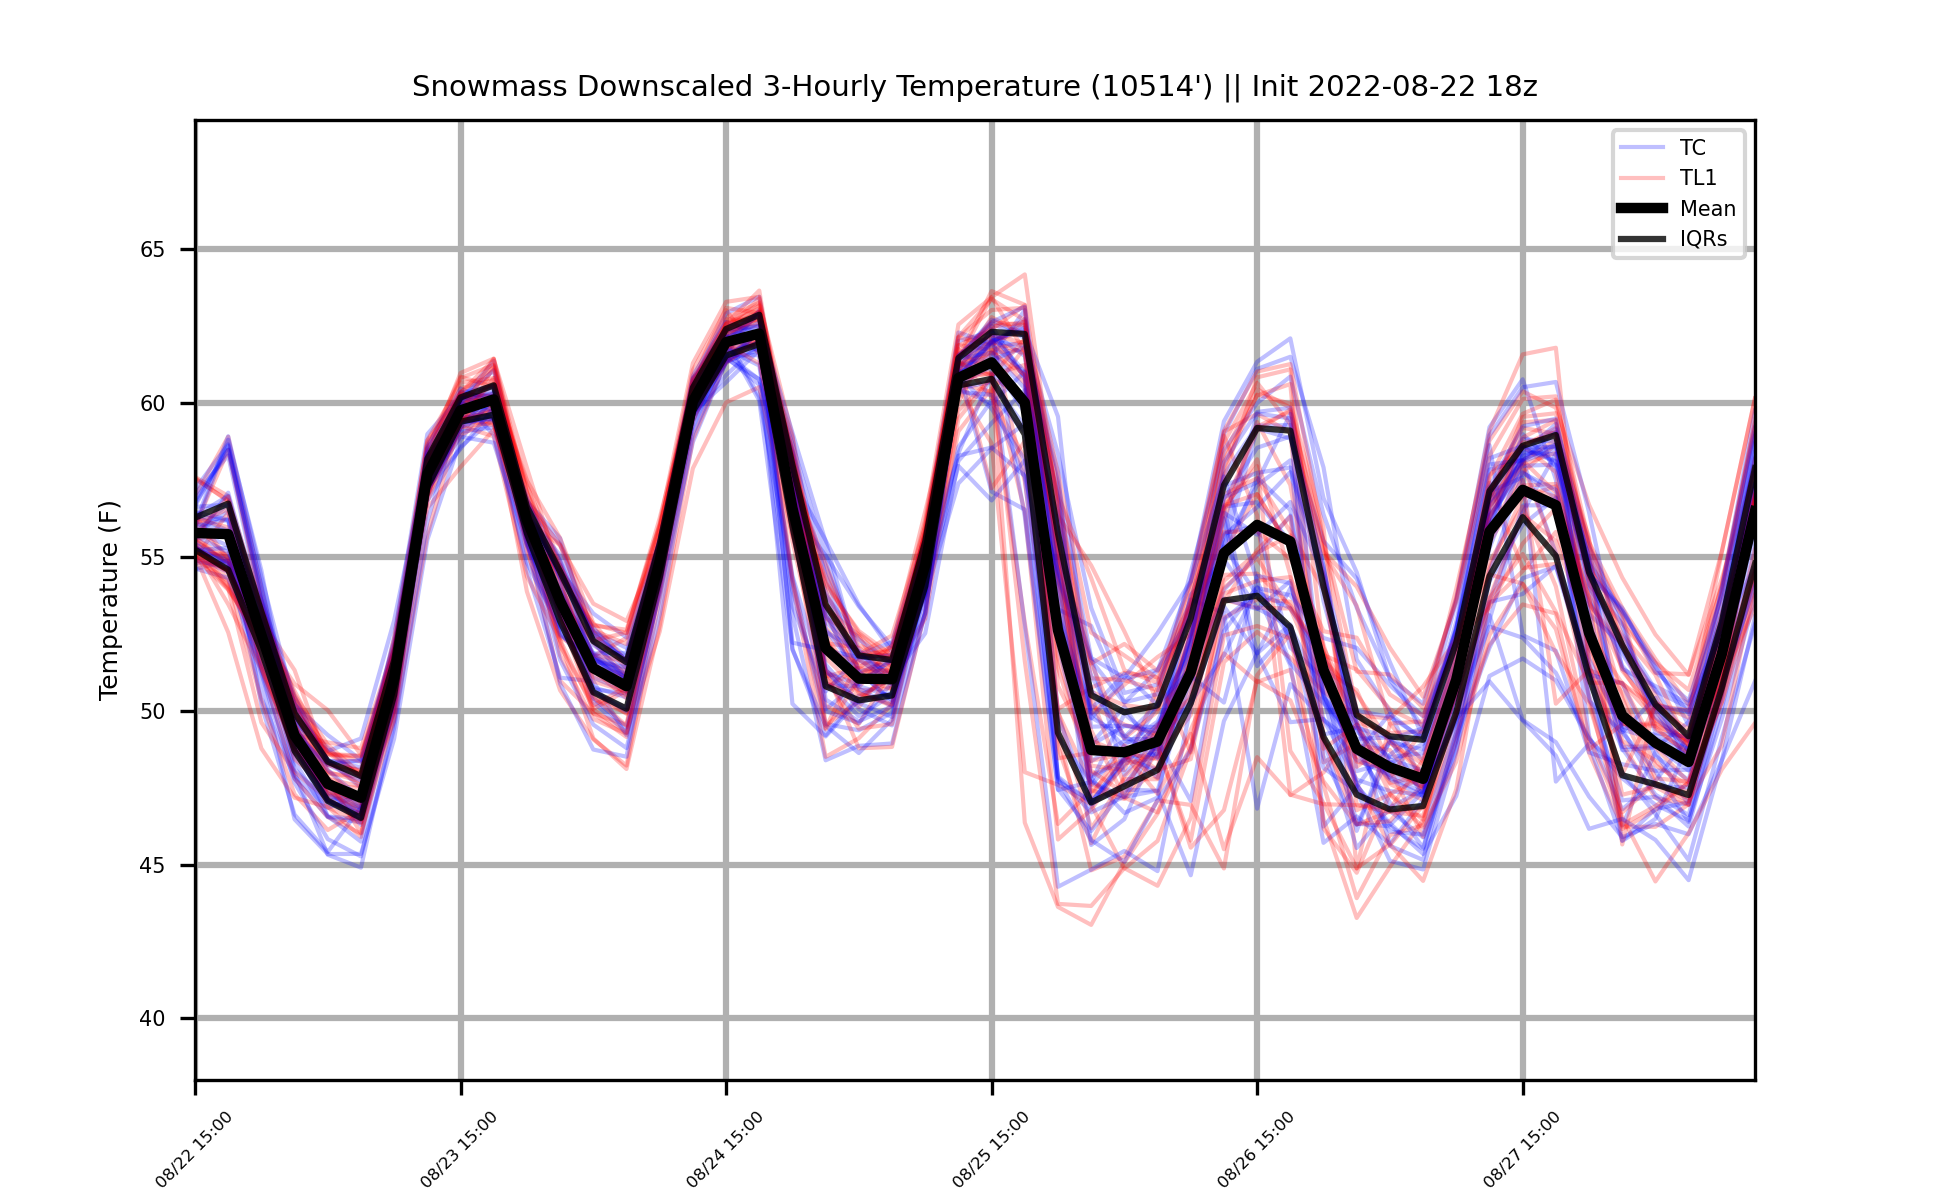 Snowmass Downscaled 3-Hourly Temperature (10514') || Init 2022-08-22 18z
TC
TL1
Mean
IQRs
Temperature (F)
65
60
55
50
45
40
08/22 15:00
08/23 15:00
08/24 15:00
08/25 15:00
08/26 15:00
08/27 15:00